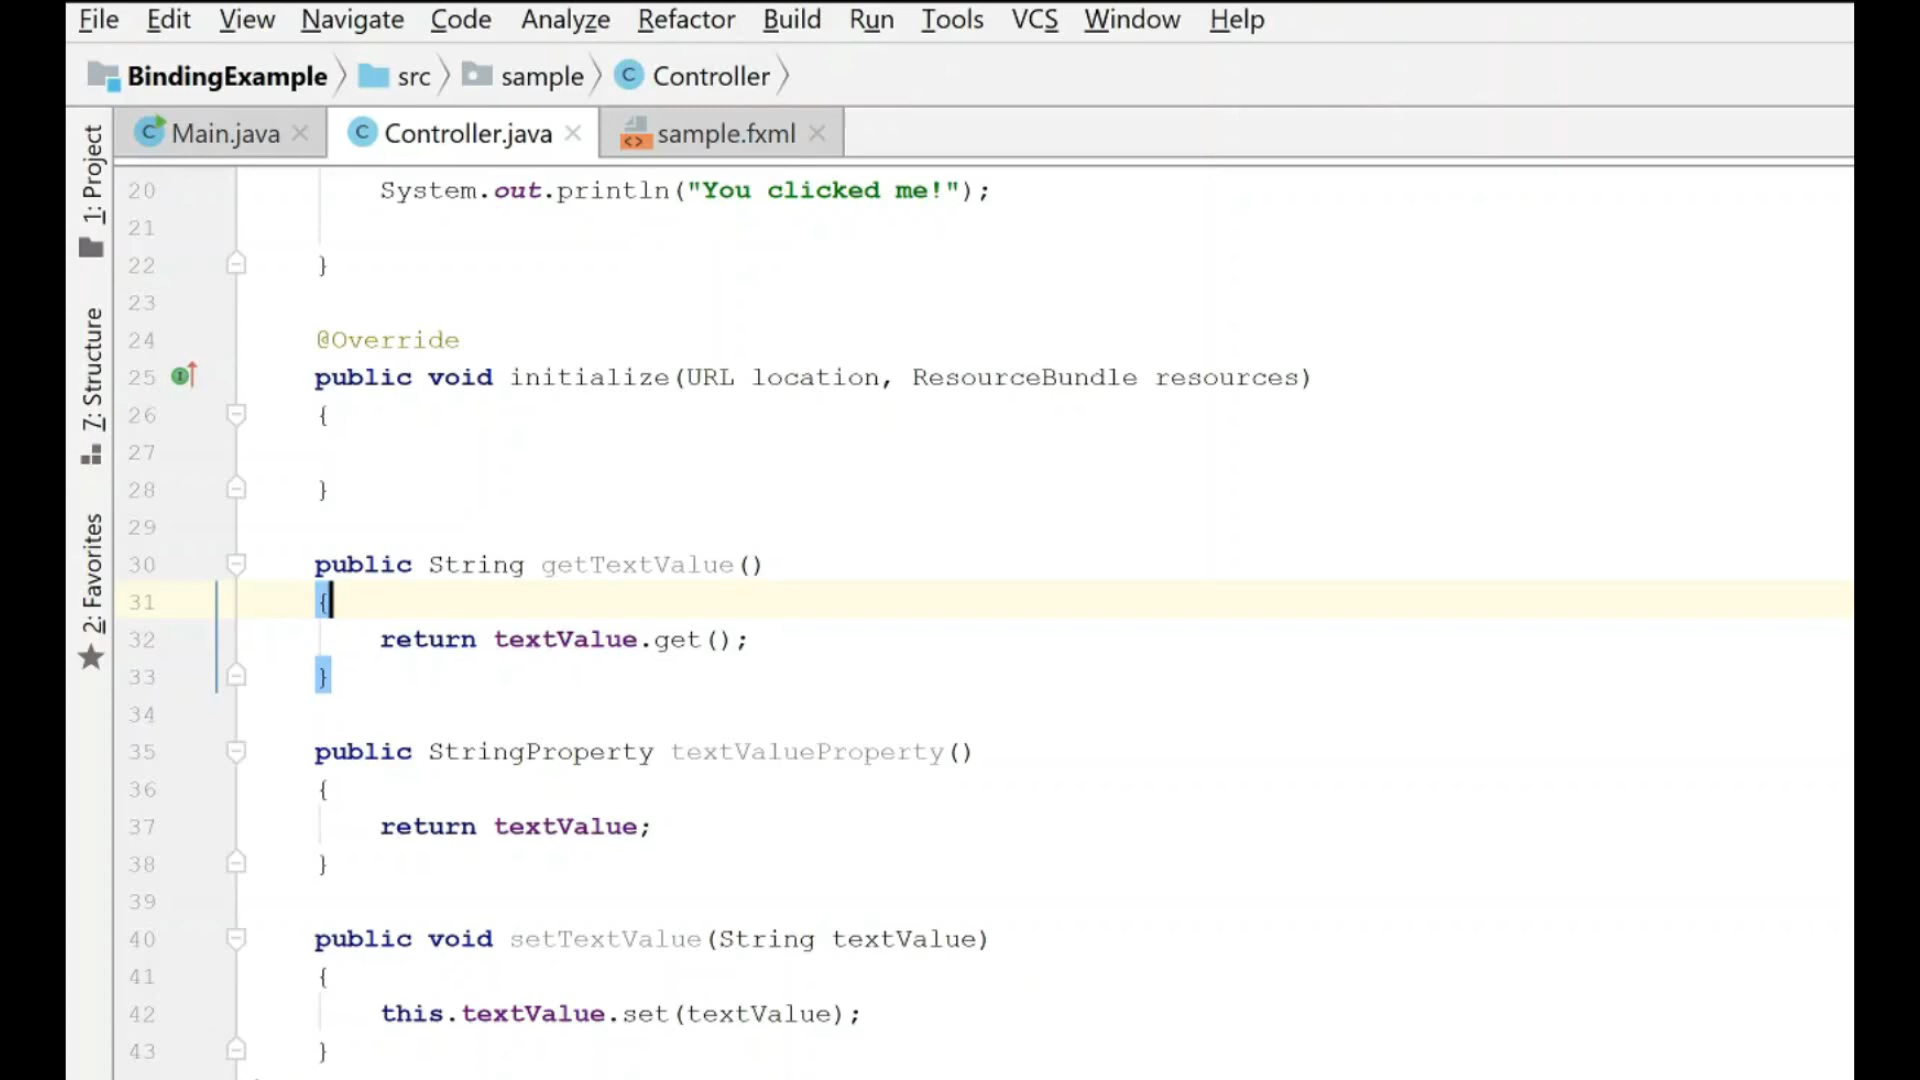 File Edit View Navigate Code Analyze Refactor Build Run Tools VCS Window Help
BindingExample src sample C Controller
C Main.java C Controller.java <> sample.fxml
1: Project
7: Structure
2: Favorites
20 System.out.println("You clicked me!");
21
22 }
23
24 @Override
25 I public void initialize(URL location, ResourceBundle resources)
26 {
27
28 }
29
30 public String getTextValue()
31 {
32 return textValue.get();
33 }
34
35 public StringProperty textValueProperty()
36 {
37 return textValue;
38 }
39
40 public void setTextValue(String textValue)
41 {
42 this.textValue.set(textValue);
43 }